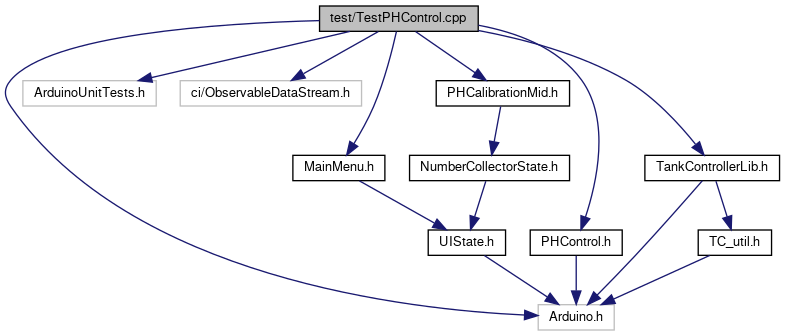 test/TestPHControl.cpp
ArduinoUnitTests.h
ci/ObservableDataStream.h
PHCalibrationMid.h
MainMenu.h
NumberCollectorState.h
TankControllerLib.h
UIState.h
PHControl.h
TC_util.h
Arduino.h